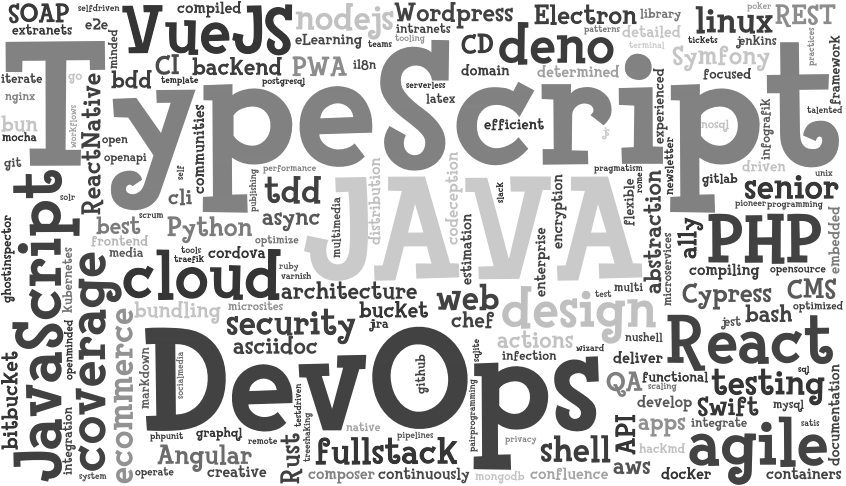 SOAP
selfdriven
compiled
nodejs
Wordpress
Electron
library
poker
REST
extranets
e2e
minded
VueJS
eLearning
teams
intranets
tooling
CD
deno
patterns
detailed
terminal
linux
tickets
jenkins
practices
framework
CI
backend
PWA
il8n
domain
determined
Symfony
iterate
go
bdd
template
postgresql
serverless
focused
TypeScript
nginx
latex
experienced
talented
bun
workflows
ReactNative
communities
efficient
jr
nosql
infografik
mocha
open
git
openapi
self
performance
pragmatism
newsletter
driven
unix
solr
cli
publishing
tdd
distribution
codeception
slack
JAVA
flexible
rome
gitlab
senior
JavaScript
scrum
async
multimedia
encryption
abstraction
pioneerprogramming
best
Python
estimation
enterprise
ally
PHP
embedded
ghostinspector
frontend
optimize
media
tools
traefik
cordova
ruby
varnish
microservices
compiling
opensource
Kubernetes
cloud
architecture
multi
test
Cypress
CMS
optimized
coverage
bundling
microsites
bucket
web
design
bash
openminded
ecommerce
security
jra
chef
jest
asciidoc
actions
nushell
React
bitbucket
markdown
socialmedia
DevOps
github
sqlite
infection
wizard
deliver
sql
QA
functional
scaling
testing
documentation
integration
testdriven
pairprogramming
develop
Swift
mysql
phpunit
graphql
remote
treeshaking
native
pipelines
privacy
API
apps
integrate
satis
system
Angular
Rust
fullstack
shell
hackmd
agile
operate
creative
composer
continuously
mongodb
confluence
aws
docker
containers